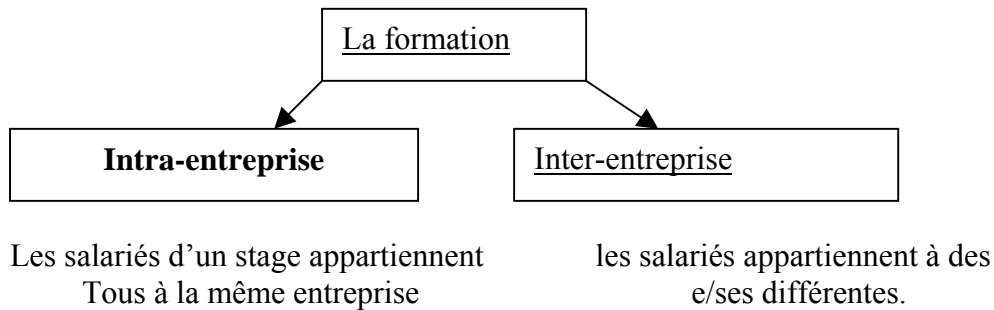 La formation
Intra-entreprise
Inter-entreprise
Les salariés d'un stage appartiennent
Tous à la même entreprise
les salariés appartiennent à des
e/ses différentes.